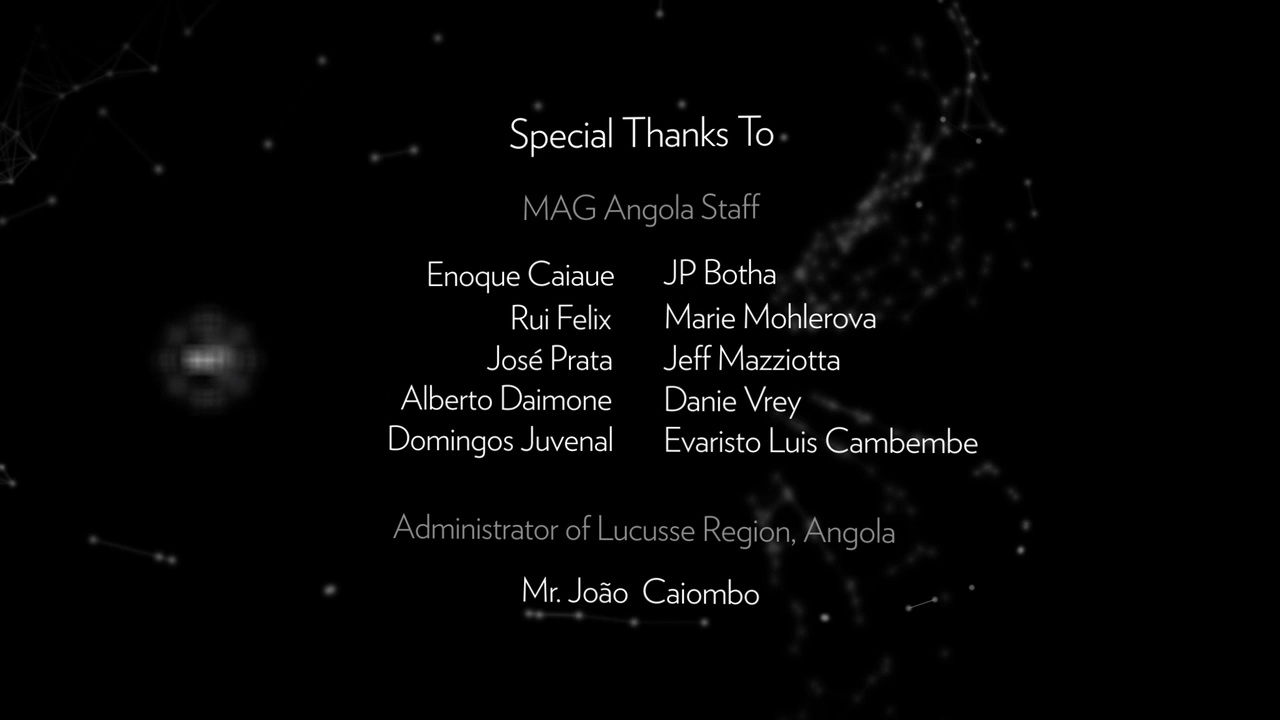 Special Thanks To
MAG Angola Staff
Enoque Caiaue JP Botha
Rui Felix Marie Mohlerova
José Prata Jeff Mazziotta
Alberto Daimone Danie Vrey
Domingos Juvenal Evaristo Luis Cambembe
Administrator of Lucusse Region, Angola
Mr. João Caiombo